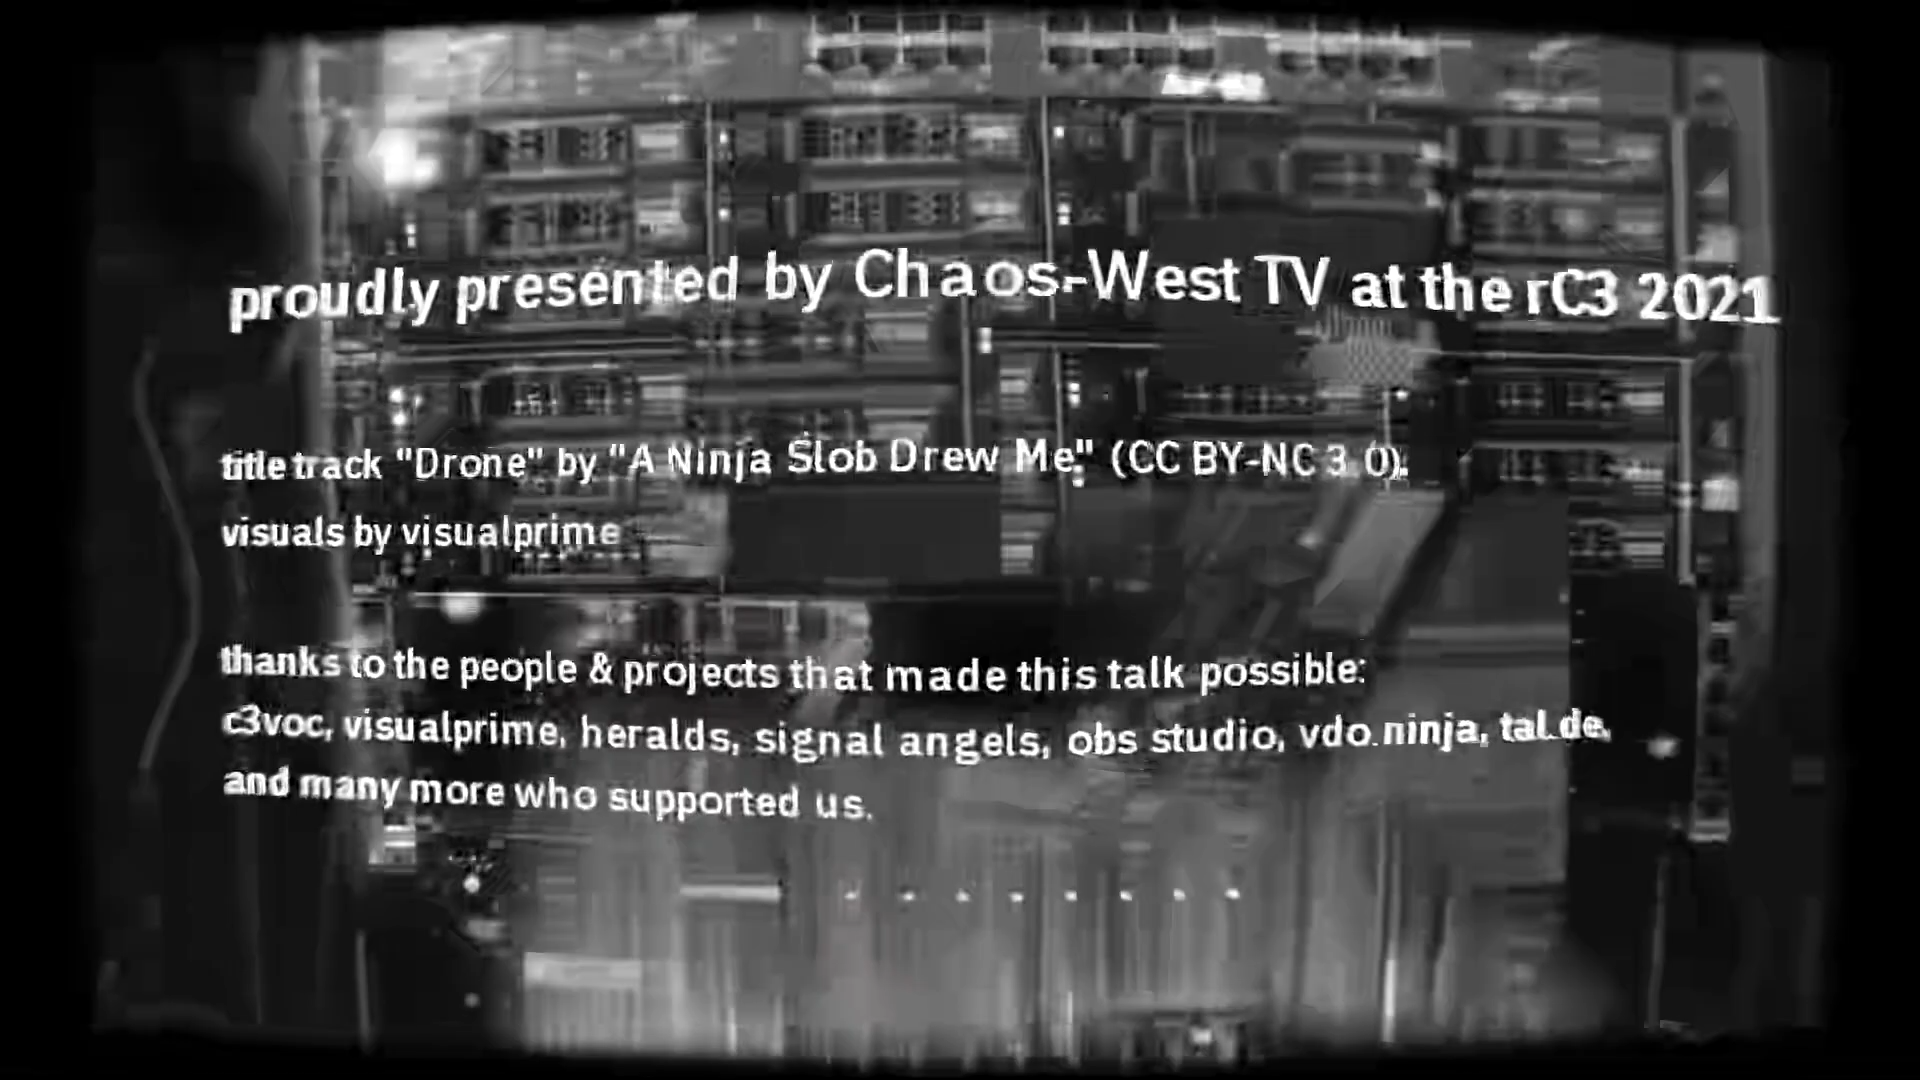 proudly presented by Chaos-West TV at the rC3 2021
title track "Drone" by "A Ninja Slob Drew Me" (CC BY-NC 3.0).
visuals by visualprime
thanks to the people & projects that made this talk possible:
c3voc, visualprime, heralds, signal angels, obs studio, vdo.ninja, tal.de,
and many more who supported us.